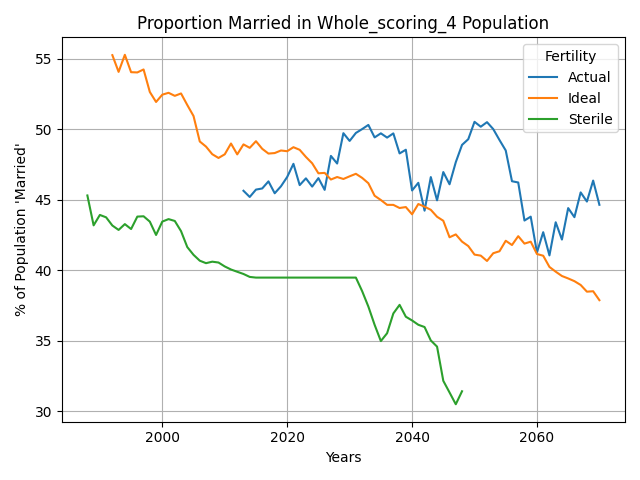 Proportion Married in Whole_scoring_4 Population
% of Population 'Married'
55
50
45
40
35
30
Fertility
Actual
Ideal
Sterile
2000 2020 2040 2060
Years